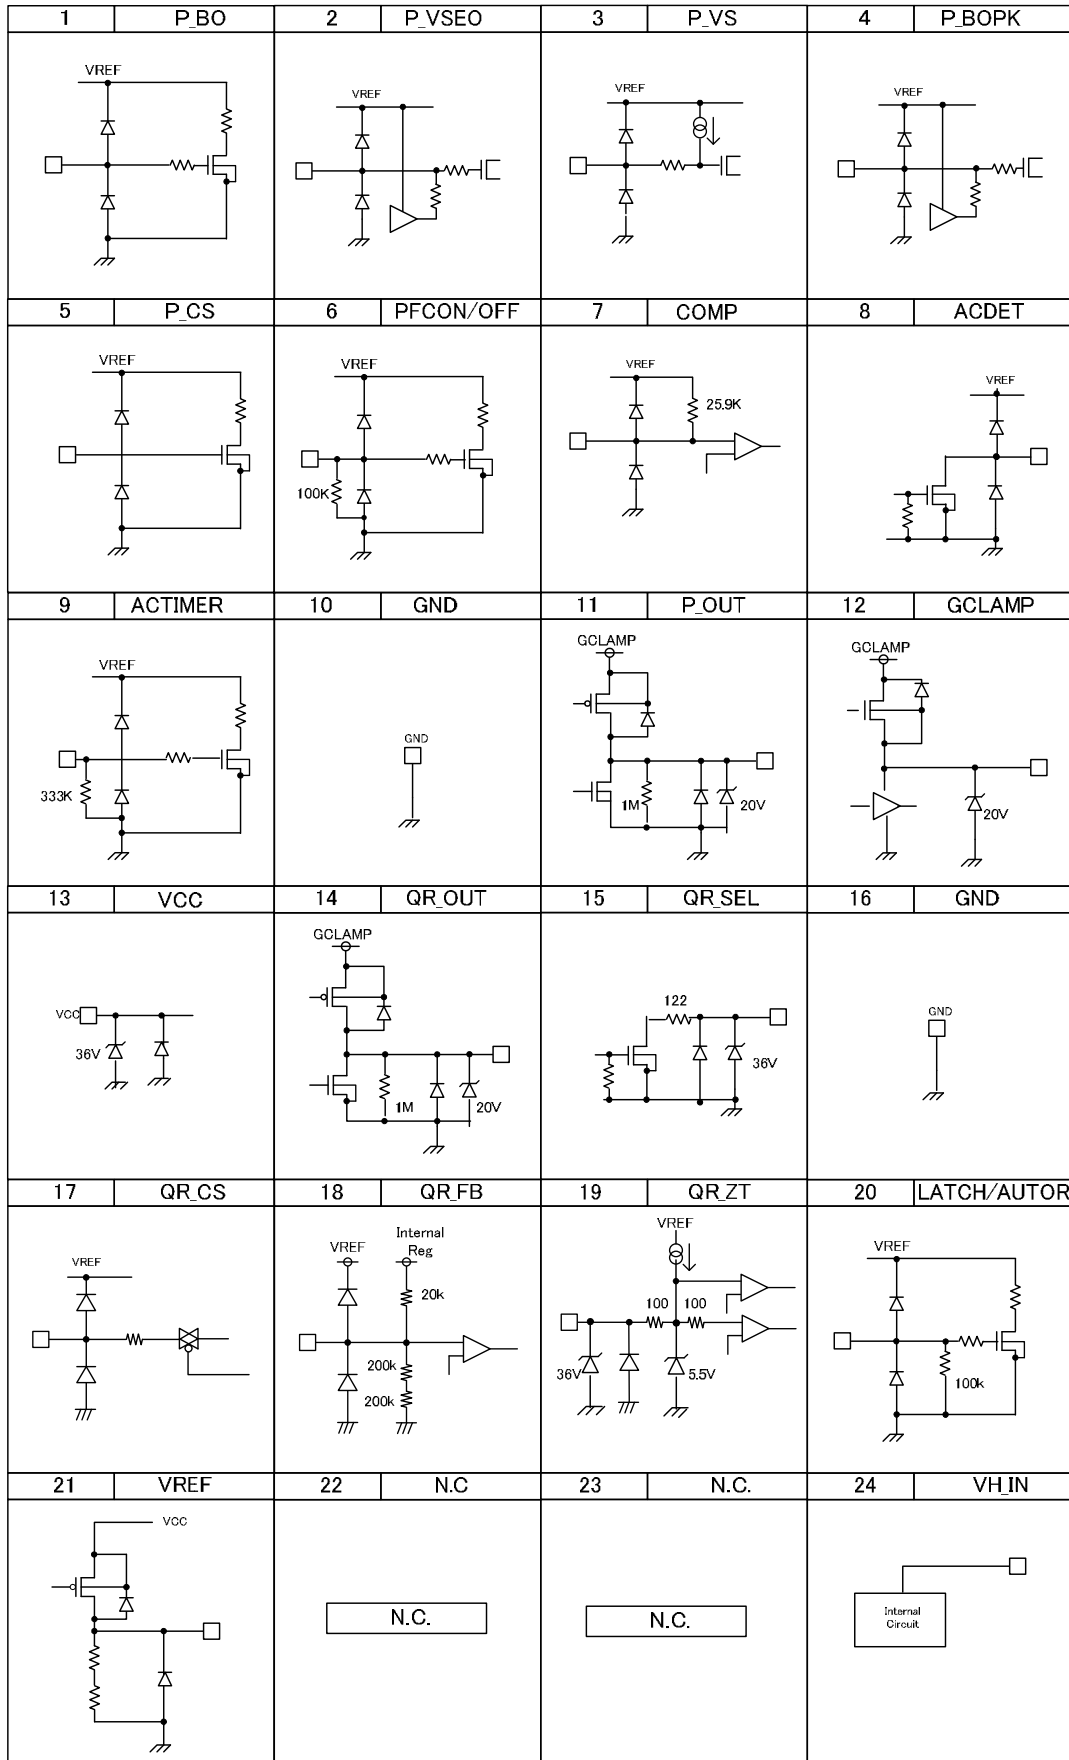 1 P_BO 2 P_VSEO 3 P_VS 4 P_BOPK
VREF
VREF
VREF
VREF
5 P_CS 6 PFCON/OFF 7 COMP 8 ACDET
VREF
VREF
100K
VREF
25.9K
VREF
9 ACTIMER 10 GND 11 P_OUT 12 GCLAMP
VREF
333K
GND
GCLAMP
1M
20V
GCLAMP
20V
13 VCC 14 QR_OUT 15 QR_SEL 16 GND
VCC
36V
GCLAMP
1M
20V
122
36V
GND
17 QR_CS 18 QR_FB 19 QR_ZT 20 LATCH/AUTOR
VREF
VREF
Internal
Reg
20k
200k
200k
VREF
100 100
36V
5.5V
VREF
100k
21 VREF 22 N.C 23 N.C. 24 VH_IN
VCC
N.C.
N.C.
Internal
Circuit